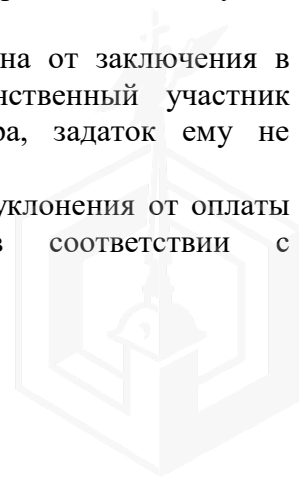 на от заключения в
нственный участник
ра, задаток ему не
уклонения от оплаты
в соответствии с